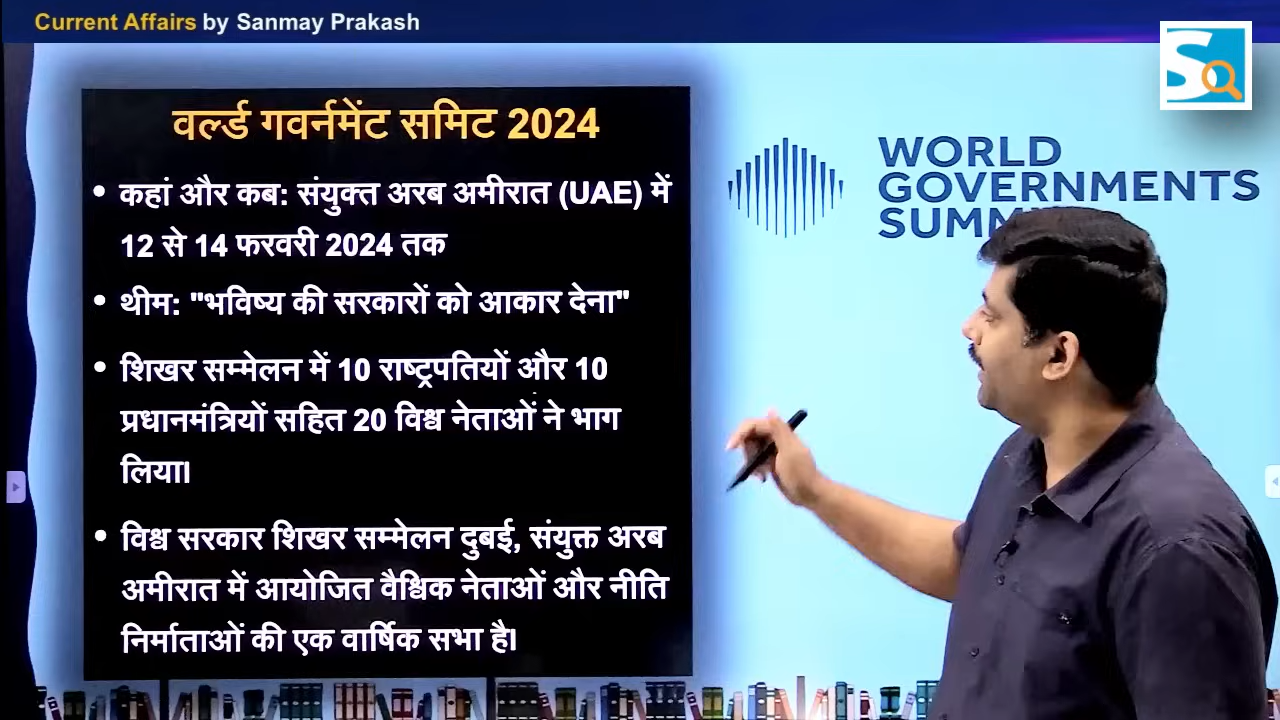 Current Affairs by Sanmay Prakash
वर्ल्ड गवर्नमेंट समिट 2024
• कहां और कब: संयुक्त अरब अमीरात (UAE) में
12 से 14 फरवरी 2024 तक
• थीम: "भविष्य की सरकारों को आकार देना"
• शिखर सम्मेलन में 10 राष्ट्रपतियों और 10
प्रधानमंत्रियों सहित 20 विश्व नेताओं ने भाग
लिया।
• विश्व सरकार शिखर सम्मेलन दुबई, संयुक्त अरब
अमीरात में आयोजित वैश्विक नेताओं और नीति
निर्माताओं की एक वार्षिक सभा है।
WORLD
GOVERNMENTS